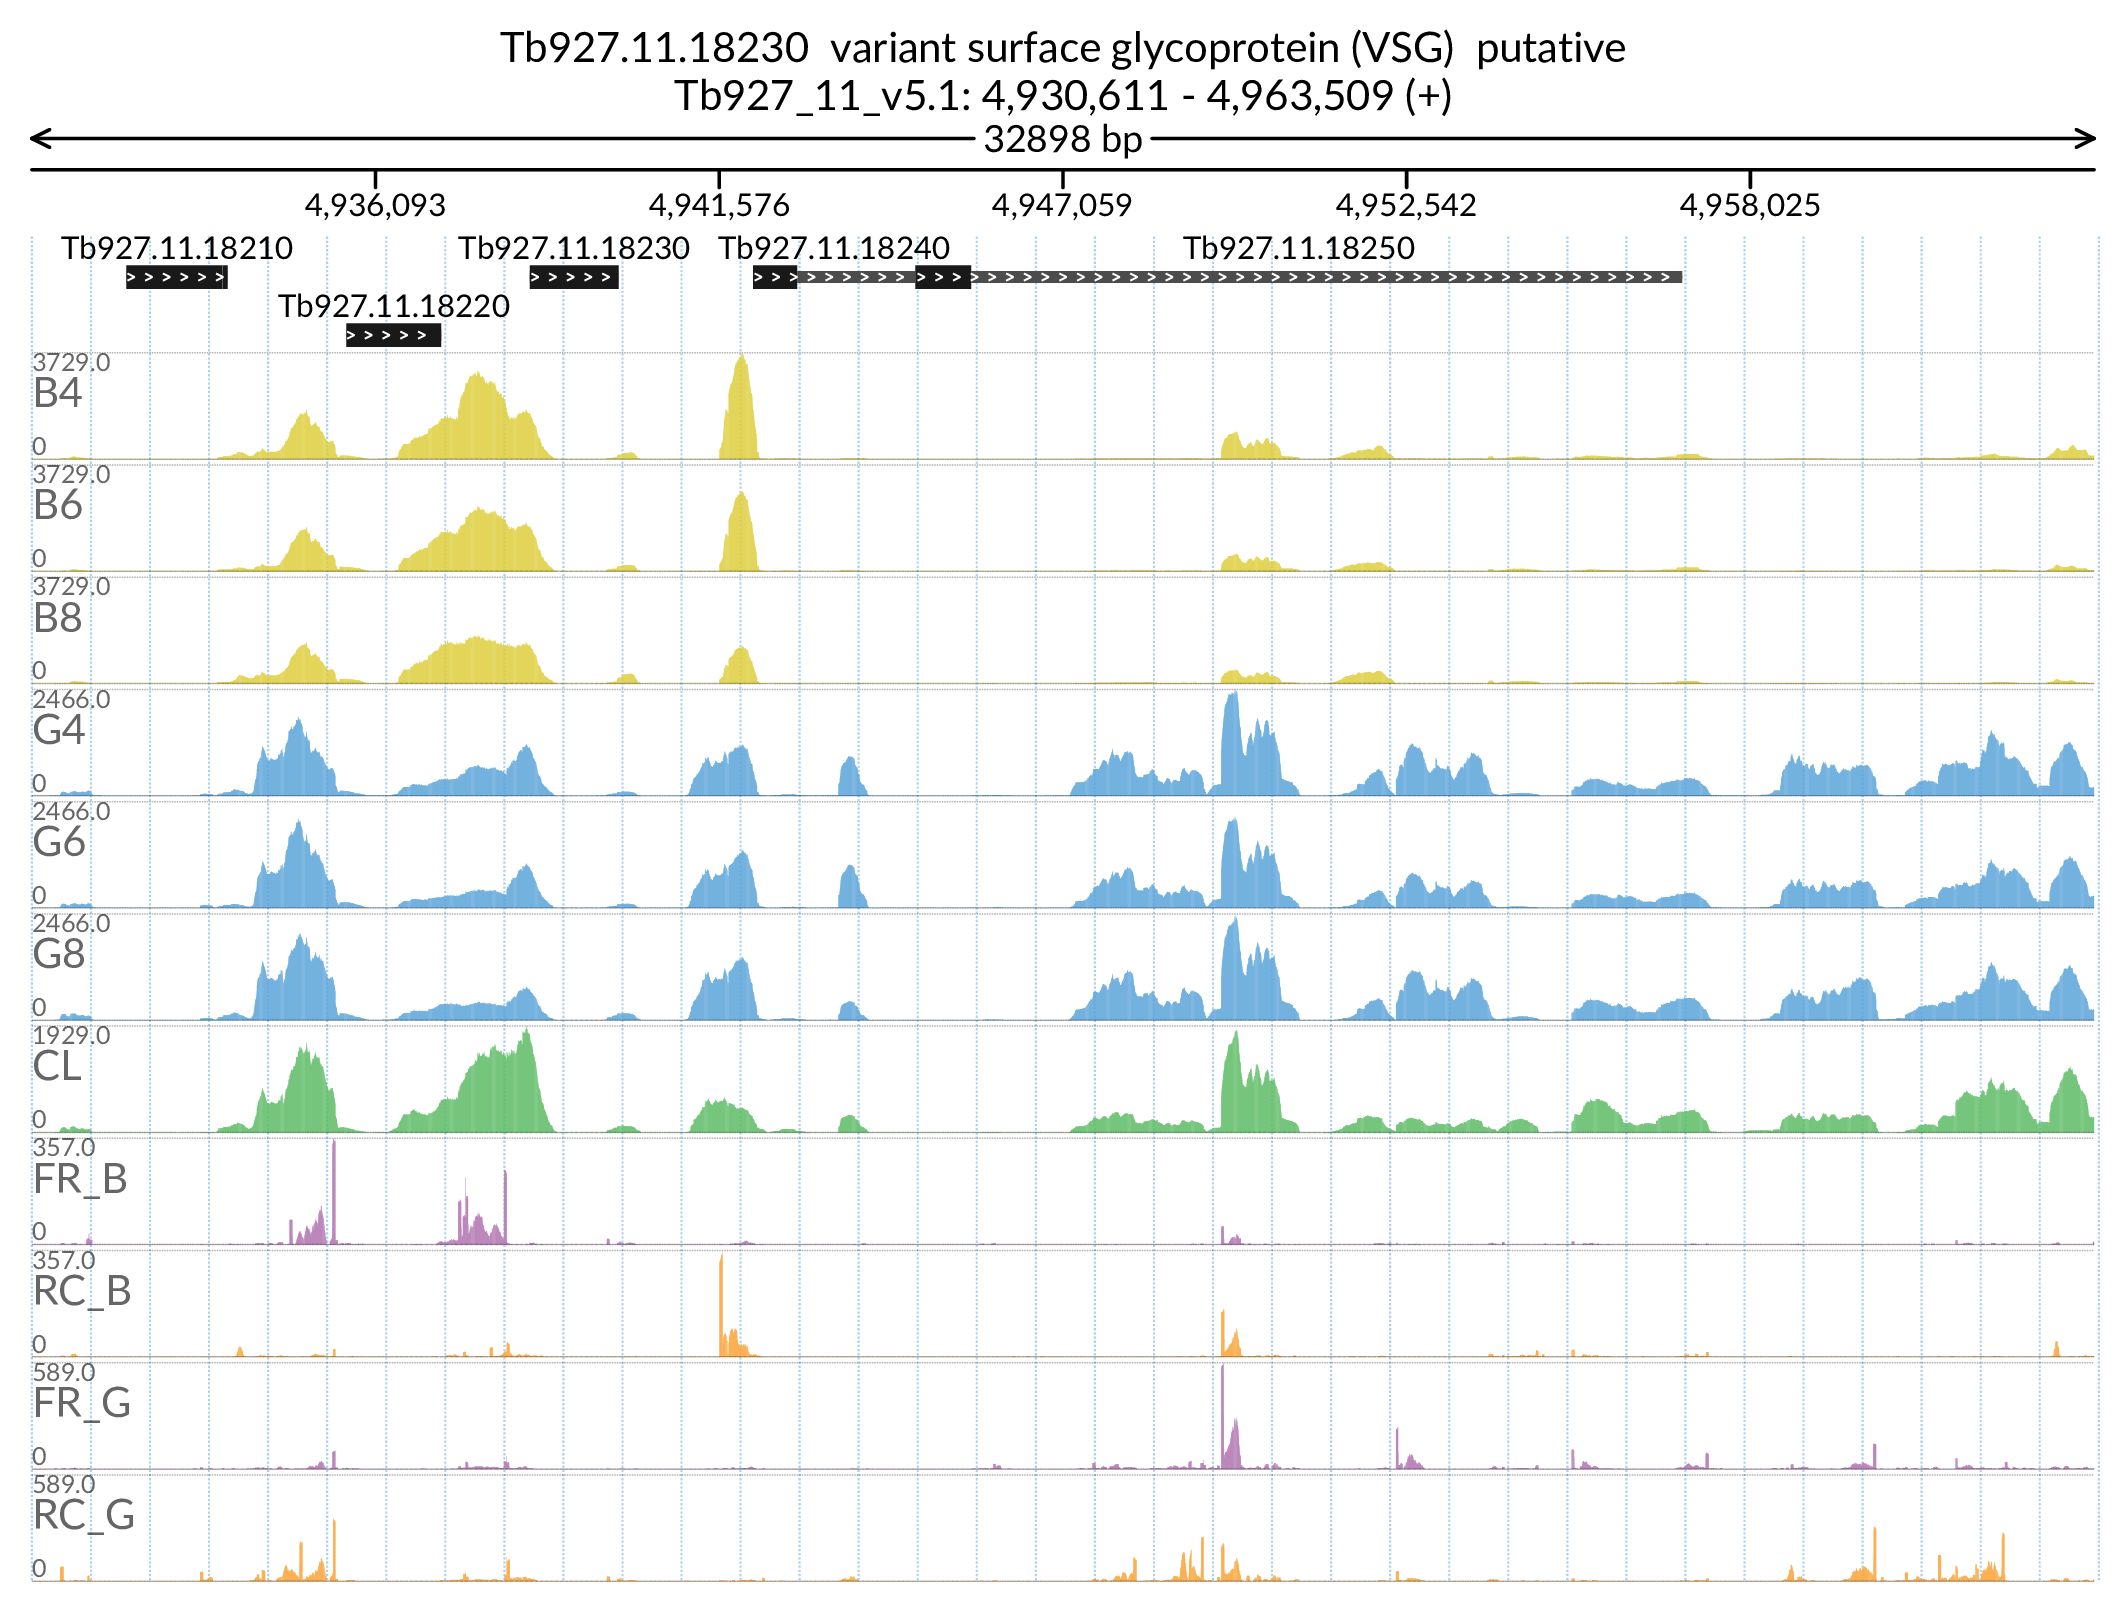 Tb927.11.18230  variant surface glycoprotein (VSG)  putative
Tb927_11_v5.1: 4,930,611 - 4,963,509 (+)
32898 bp
4,936,093 4,941,576 4,947,059 4,952,542 4,958,025
Tb927.11.18210 Tb927.11.18230 Tb927.11.18240 Tb927.11.18250
Tb927.11.18220
3729.0
B4
0
3729.0
B6
0
3729.0
B8
0
2466.0
G4
0
2466.0
G6
0
2466.0
G8
0
1929.0
CL
0
357.0
FR_B
0
357.0
RC_B
0
589.0
FR_G
0
589.0
RC_G
0